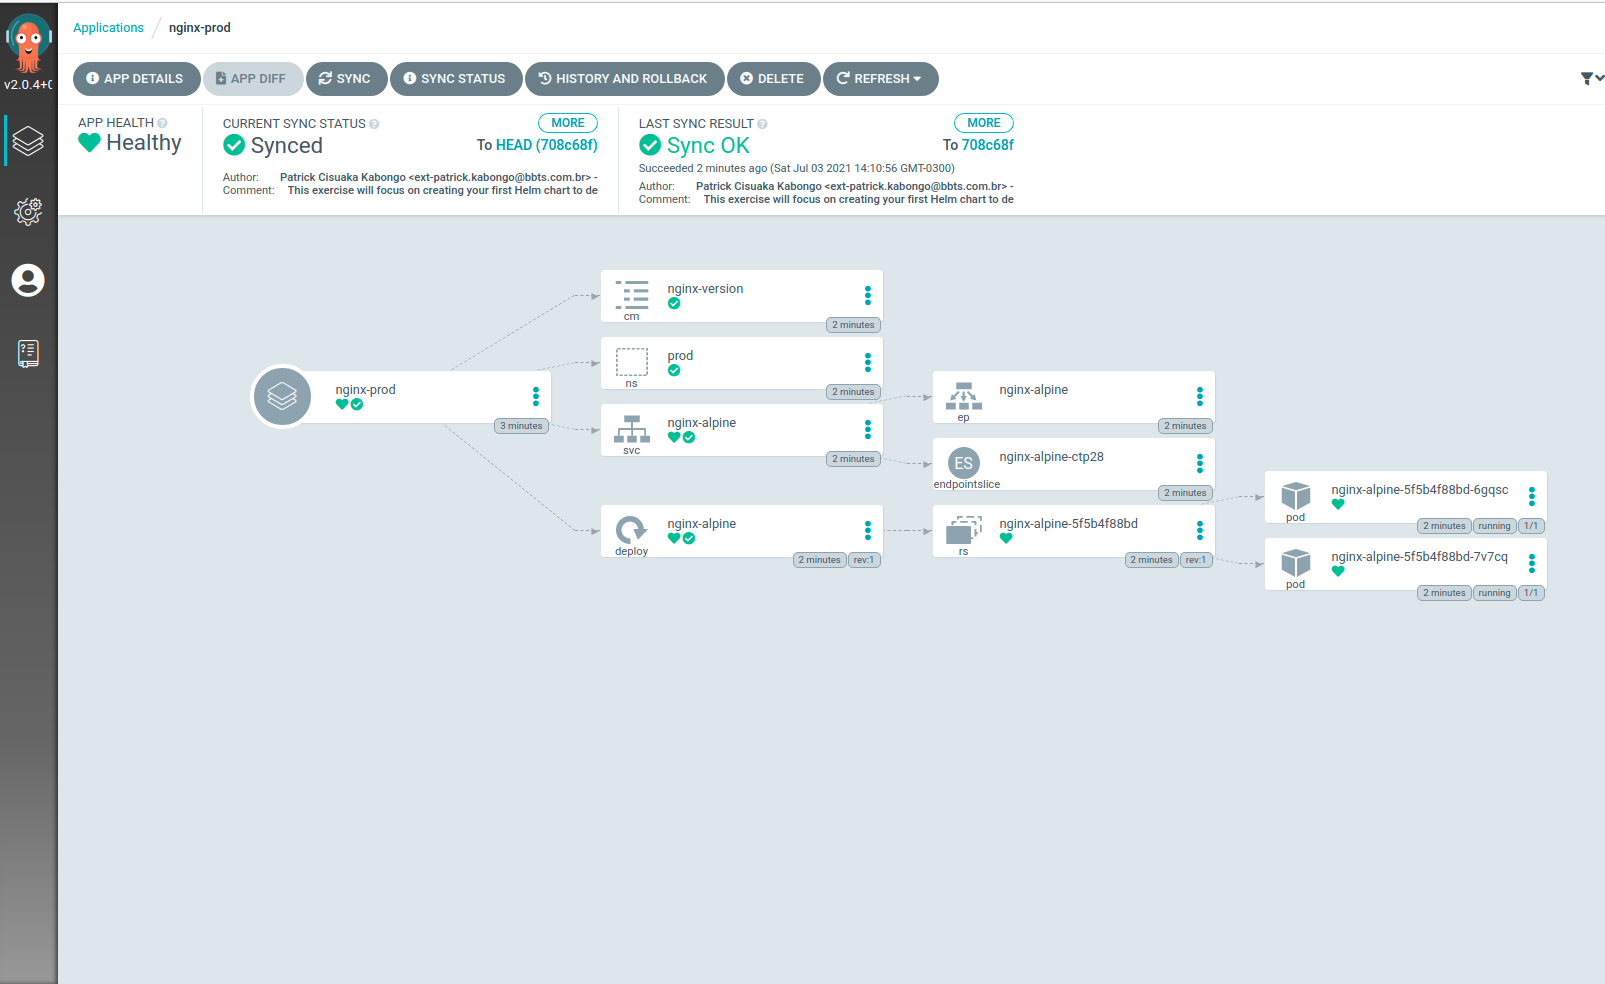 Applications / nginx-prod
v2.0.4+0
APP DETAILS
APP DIFF
SYNC
SYNC STATUS
HISTORY AND ROLLBACK
DELETE
REFRESH
APP HEALTH
Healthy
CURRENT SYNC STATUS
MORE
Synced
To HEAD (708c68f)
Author: Patrick Cisuaka Kabongo <ext-patrick.kabongo@bbts.com.br> -
Comment: This exercise will focus on creating your first Helm chart to de
LAST SYNC RESULT
MORE
Sync OK
To 708c68f
Succeeded 2 minutes ago (Sat Jul 03 2021 14:10:56 GMT-0300)
Author: Patrick Cisuaka Kabongo <ext-patrick.kabongo@bbts.com.br> -
Comment: This exercise will focus on creating your first Helm chart to de
nginx-prod
3 minutes
nginx-version
cm
2 minutes
prod
ns
2 minutes
nginx-alpine
svc
2 minutes
nginx-alpine
deploy
2 minutes rev:1
nginx-alpine
ep
2 minutes
ES
nginx-alpine-ctp28
endpointslice
2 minutes
nginx-alpine-5f5b4f88bd
rs
2 minutes rev:1
nginx-alpine-5f5b4f88bd-6gqsc
pod
2 minutes running 1/1
nginx-alpine-5f5b4f88bd-7v7cq
pod
2 minutes running 1/1